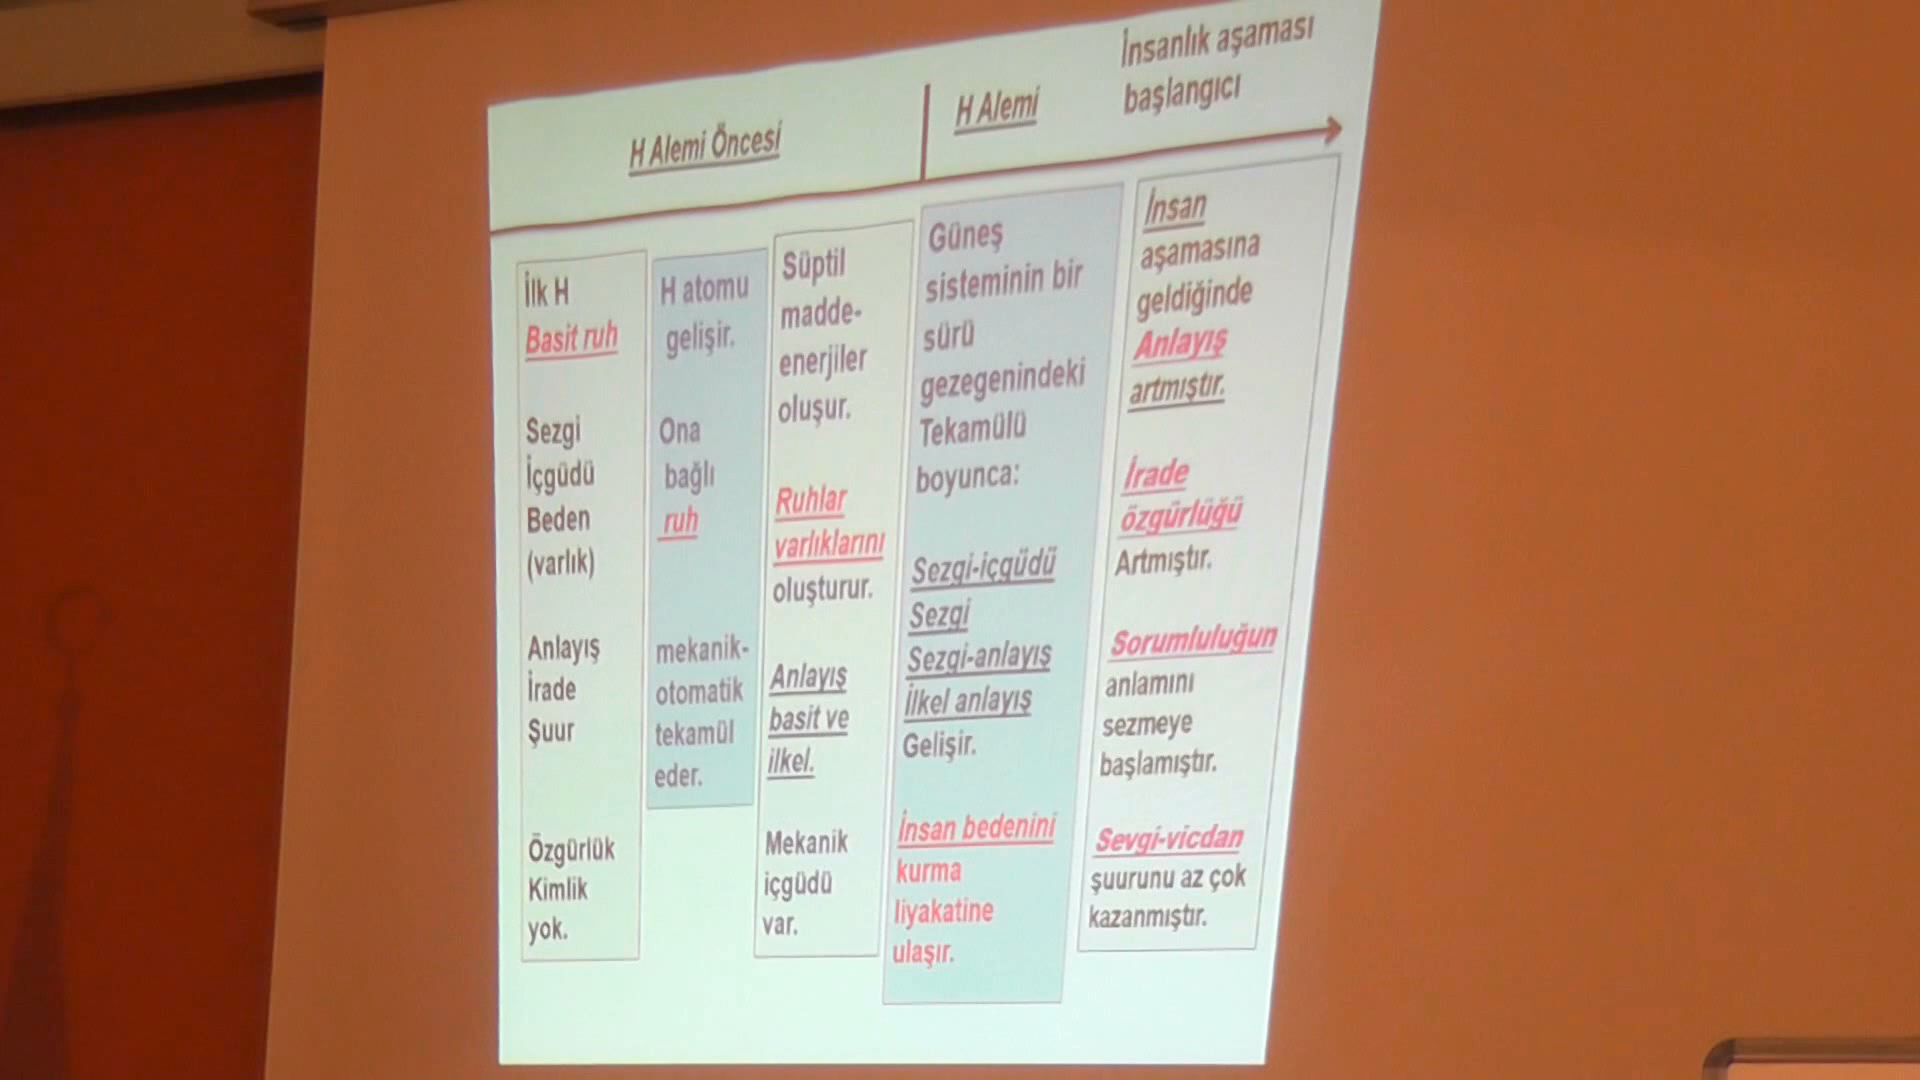 H Alemi Öncesi
H Alemi
İnsanlık aşaması
başlangıcı
İlk H
Basit ruh
Sezgi
İçgüdü
Beden
(varlık)
Anlayış
İrade
Şuur
Özgürlük
Kimlik
yok.
H atomu
gelişir.
Ona
bağlı
ruh
mekanik-
otomatik
tekamül
eder.
Süptil
madde-
enerjiler
oluşur.
Ruhlar
varlıklarını
oluşturur.
Anlayış
basit ve
ilkel.
Mekanik
içgüdü
var.
Güneş
sisteminin bir
sürü
gezegenindeki
Tekamülü
boyunca:
Sezgi-içgüdü
Sezgi
Sezgi-anlayış
İlkel anlayış
Gelişir.
İnsan bedenini
kurma
liyakatine
ulaşır.
İnsan
aşamasına
geldiğinde
Anlayış
artmıştır.
İrade
özgürlüğü
Artmıştır.
Sorumluluğun
anlamını
sezmeye
başlamıştır.
Sevgi-vicdan
şuurunu az çok
kazanmıştır.